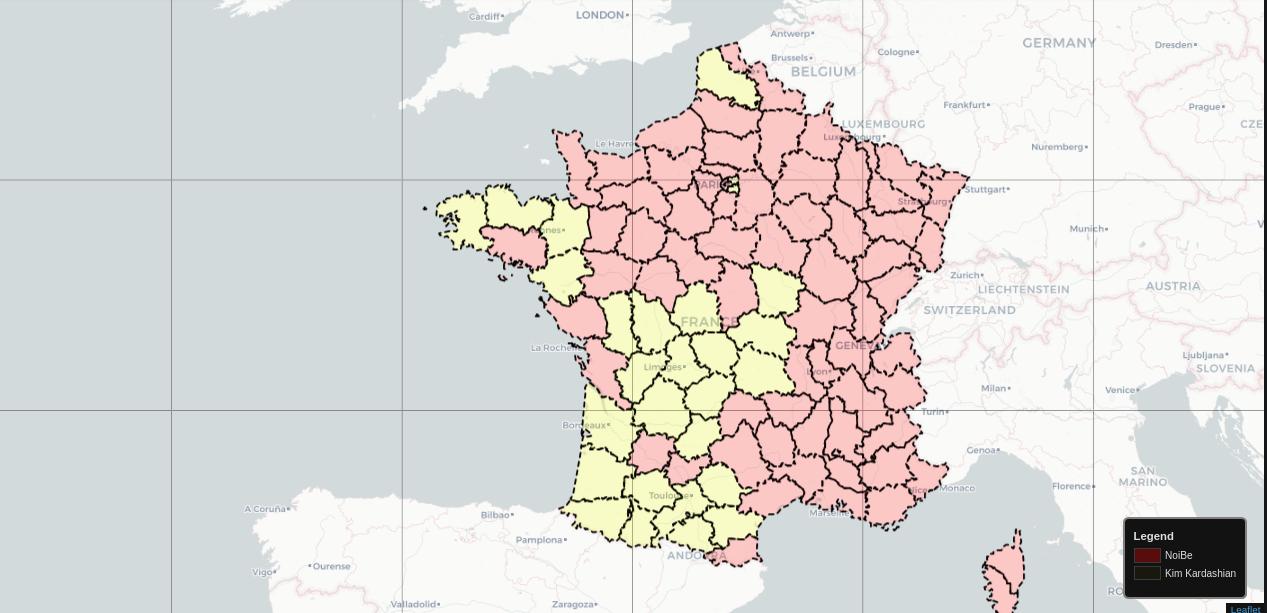 Cardiff
LONDON
Antwerp
Cologne
GERMANY
Dresden
Brussels
BELGIUM
Frankfurt
Prague
LUXEMBOURG
CZE
Luxembourg
Le Havre
Nuremberg
PARIS
Stuttgart
Strasbourg
Rennes
Munich
Zurich
LIECHTENSTEIN
AUSTRIA
SWITZERLAND
FRANCE
GENEVA
La Rochelle
Ljubljana
SLOVENIA
Limoges
Lyon
Milan
Venice
Turin
Bordeaux
Genoa
SAN
MARINO
Toulouse
Nice
Monaco
Florence
A Coruña
Bilbao
Marseille
Pamplona
ANDORRA
Vigo
Ourense
Valladolid
Zaragoza
RO
Legend
NoiBe
Kim Kardashian
Leaflet